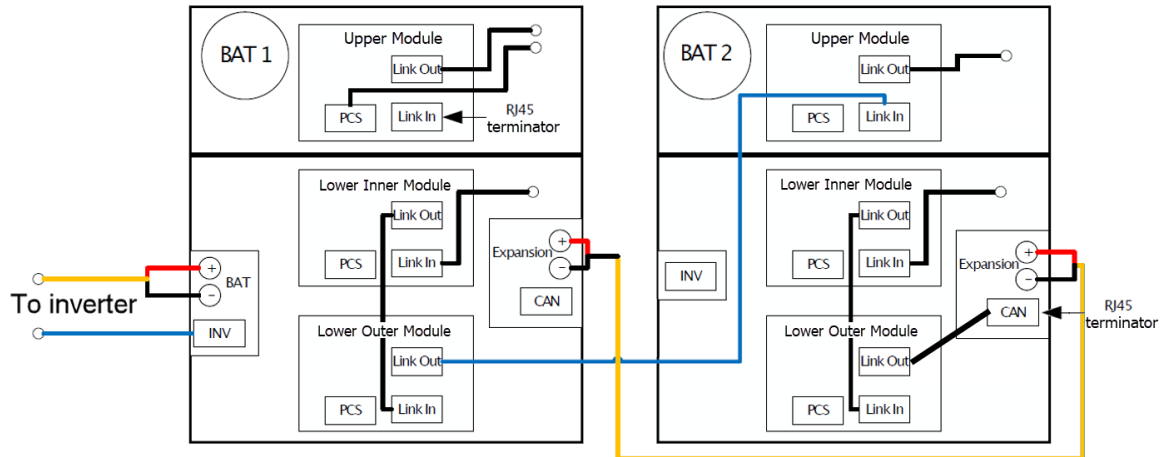 BAT 1
Upper Module
Link Out
PCS
Link In
RJ45
terminator
Lower Inner Module
Link Out
PCS
Link In
Expansion
+
−
CAN
+
BAT
−
INV
To inverter
Lower Outer Module
Link Out
PCS
Link In
BAT 2
Upper Module
Link Out
PCS
Link In
Lower Inner Module
Link Out
PCS
Link In
INV
Expansion
+
−
CAN
RJ45
terminator
Lower Outer Module
Link Out
PCS
Link In